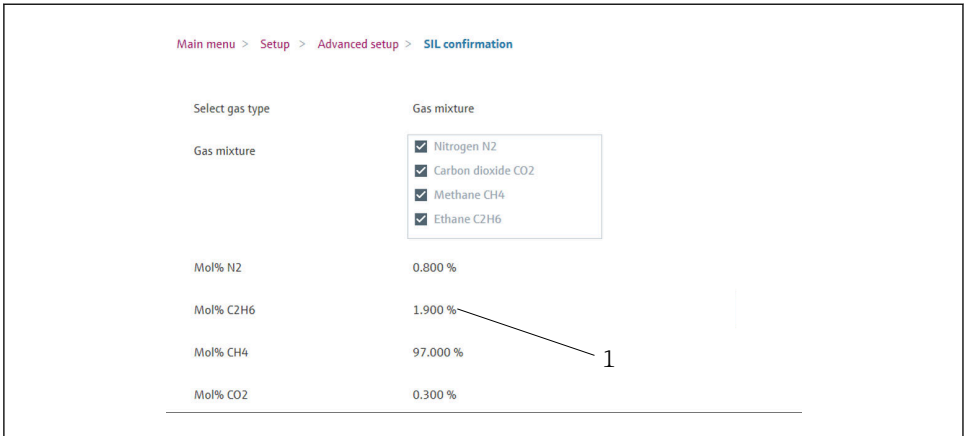 Main menu > Setup > Advanced setup > SIL confirmation
Select gas type Gas mixture
Gas mixture
Nitrogen N2
Carbon dioxide CO2
Methane CH4
Ethane C2H6
Mol% N2 0.800 %
Mol% C2H6 1.900 %
1
Mol% CH4 97.000 %
Mol% CO2 0.300 %